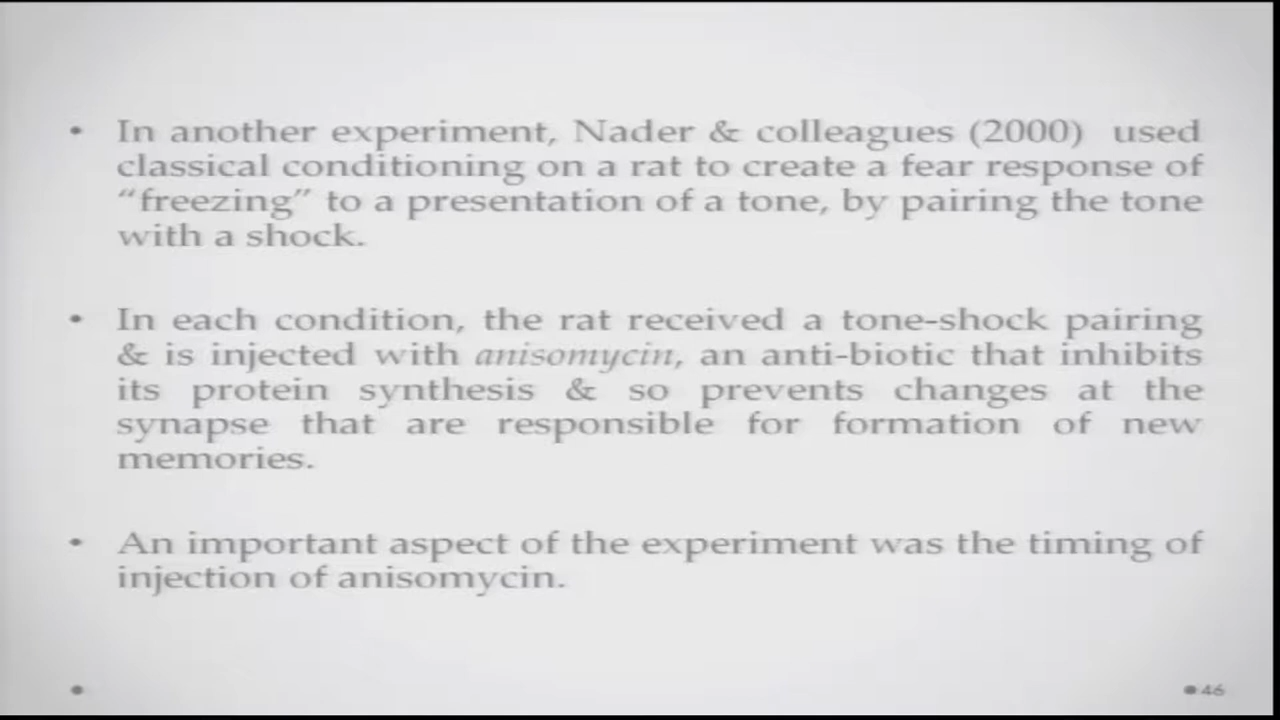 • In another experiment, Nader & colleagues (2000) used
classical conditioning on a rat to create a fear response of
“freezing” to a presentation of a tone, by pairing the tone
with a shock.
• In each condition, the rat received a tone-shock pairing
& is injected with anisomycin, an anti-biotic that inhibits
its protein synthesis & so prevents changes at the
synapse that are responsible for formation of new
memories.
• An important aspect of the experiment was the timing of
injection of anisomycin.
•
• 46